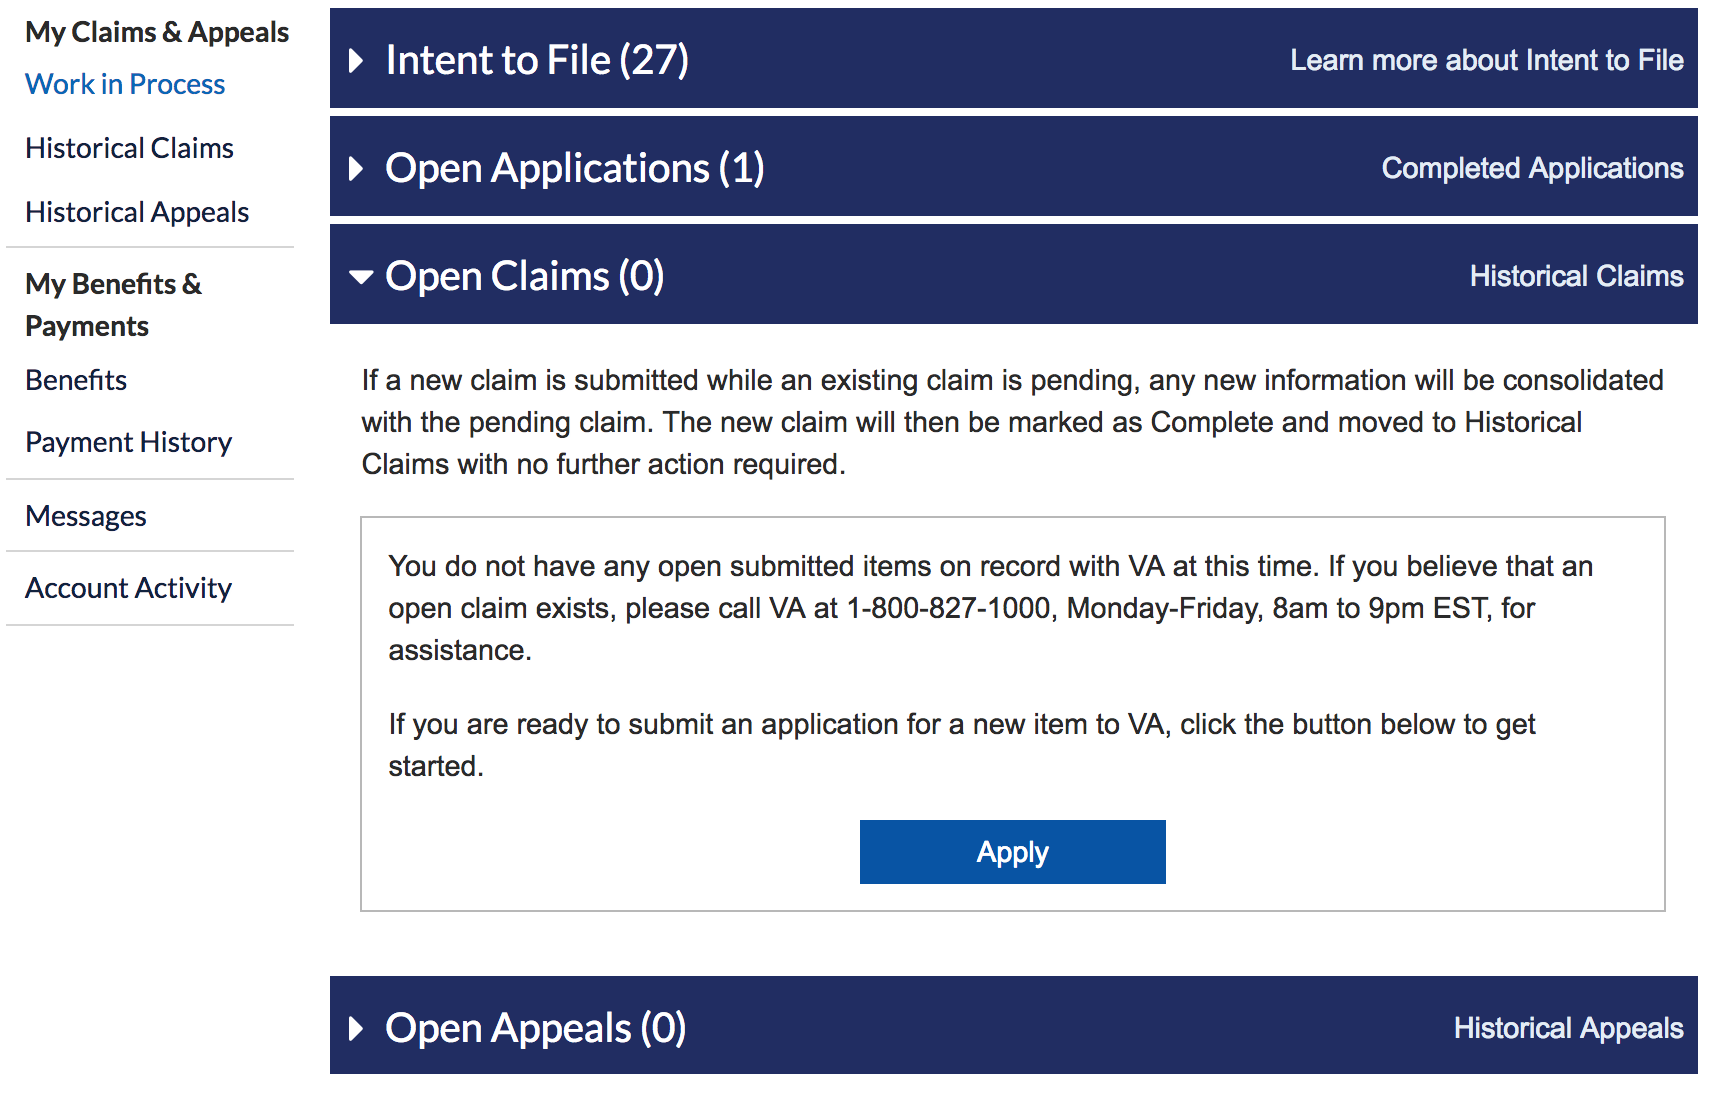 My Claims & Appeals
Work in Process
Historical Claims
Historical Appeals
My Benefits &
Payments
Benefits
Payment History
Messages
Account Activity
Intent to File (27)
Learn more about Intent to File
Open Applications (1)
Completed Applications
Open Claims (0)
Historical Claims
If a new claim is submitted while an existing claim is pending, any new information will be consolidated
with the pending claim. The new claim will then be marked as Complete and moved to Historical
Claims with no further action required.
You do not have any open submitted items on record with VA at this time. If you believe that an
open claim exists, please call VA at 1-800-827-1000, Monday-Friday, 8am to 9pm EST, for
assistance.
If you are ready to submit an application for a new item to VA, click the button below to get
started.
Apply
Open Appeals (0)
Historical Appeals